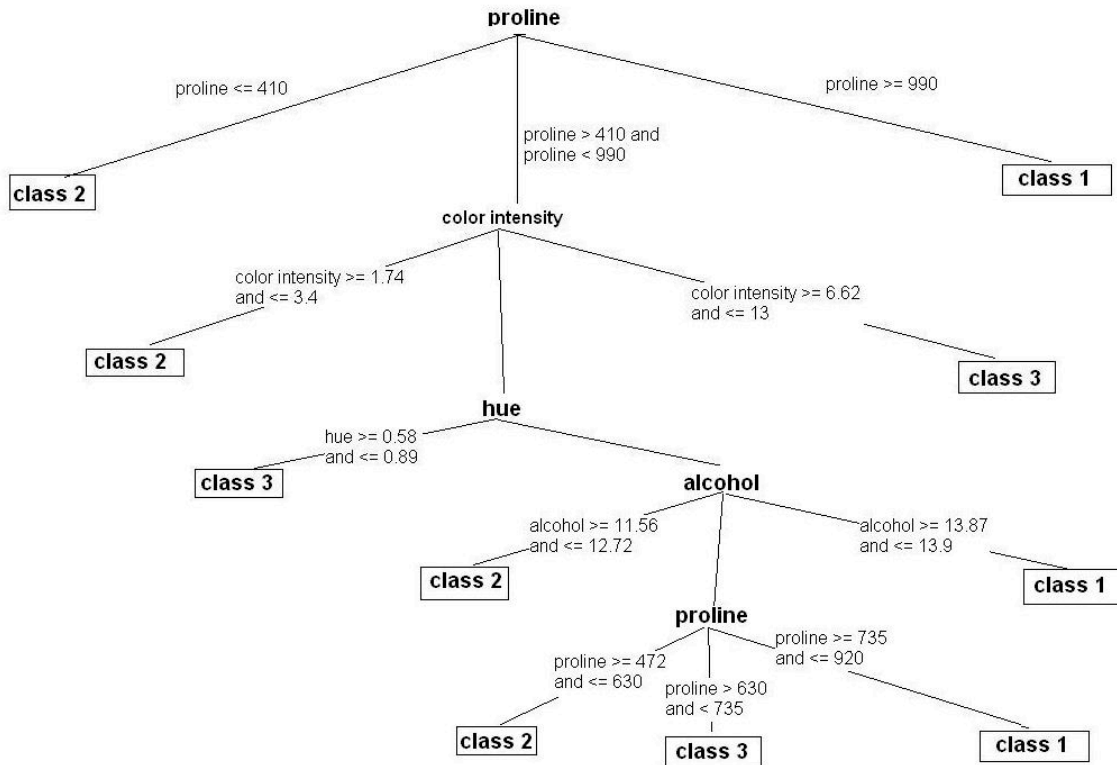 proline
proline <= 410
proline >= 990
proline > 410 and
proline < 990
class 2
class 1
color intensity
color intensity >= 1.74
and <= 3.4
color intensity >= 6.62
and <= 13
class 2
class 3
hue
hue >= 0.58
and <= 0.89
class 3
alcohol
alcohol >= 11.56
and <= 12.72
alcohol >= 13.87
and <= 13.9
class 2
class 1
proline
proline >= 472
and <= 630
proline > 630
and < 735
proline >= 735
and <= 920
class 2
class 3
class 1